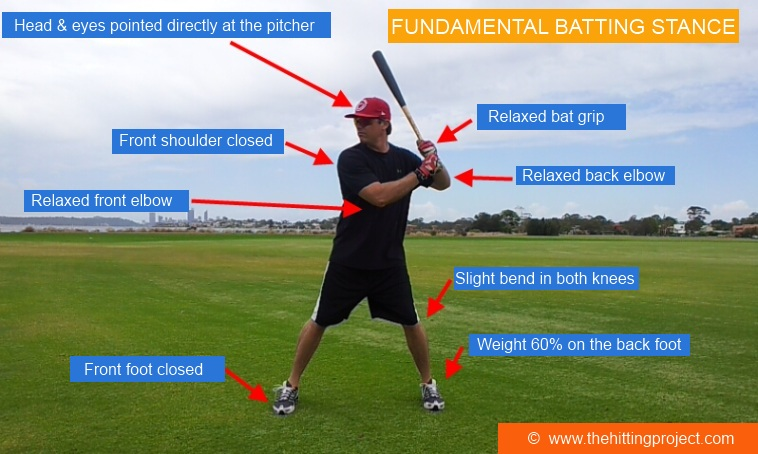 Head & eyes pointed directly at the pitcher
FUNDAMENTAL BATTING STANCE
Relaxed bat grip
Front shoulder closed
Relaxed back elbow
Relaxed front elbow
Slight bend in both knees
Weight 60% on the back foot
Front foot closed
© www.thehittingproject.com